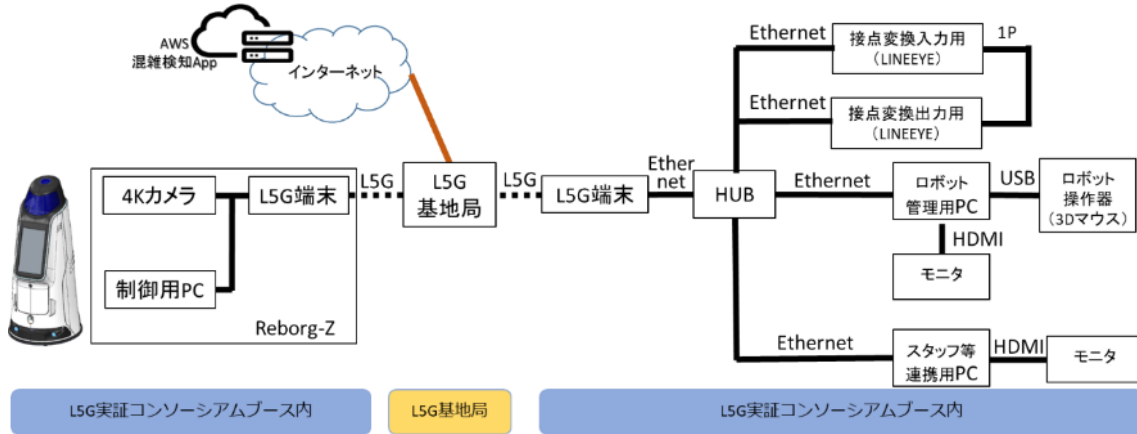 AWS
混雑検知App
インターネット
4Kカメラ
L5G端末
制御用PC
Reborg-Z
L5G
L5G
基地局
L5G
L5G端末
Ether
net
HUB
Ethernet
接点変換入力用
（LINEEYE）
1P
Ethernet
接点変換出力用
（LINEEYE）
Ethernet
ロボット
管理用PC
USB
ロボット
操作器
（3Dマウス）
HDMI
モニタ
Ethernet
スタッフ等
連携用PC
HDMI
モニタ
L5G実証コンソーシアムブース内
L5G基地局
L5G実証コンソーシアムブース内